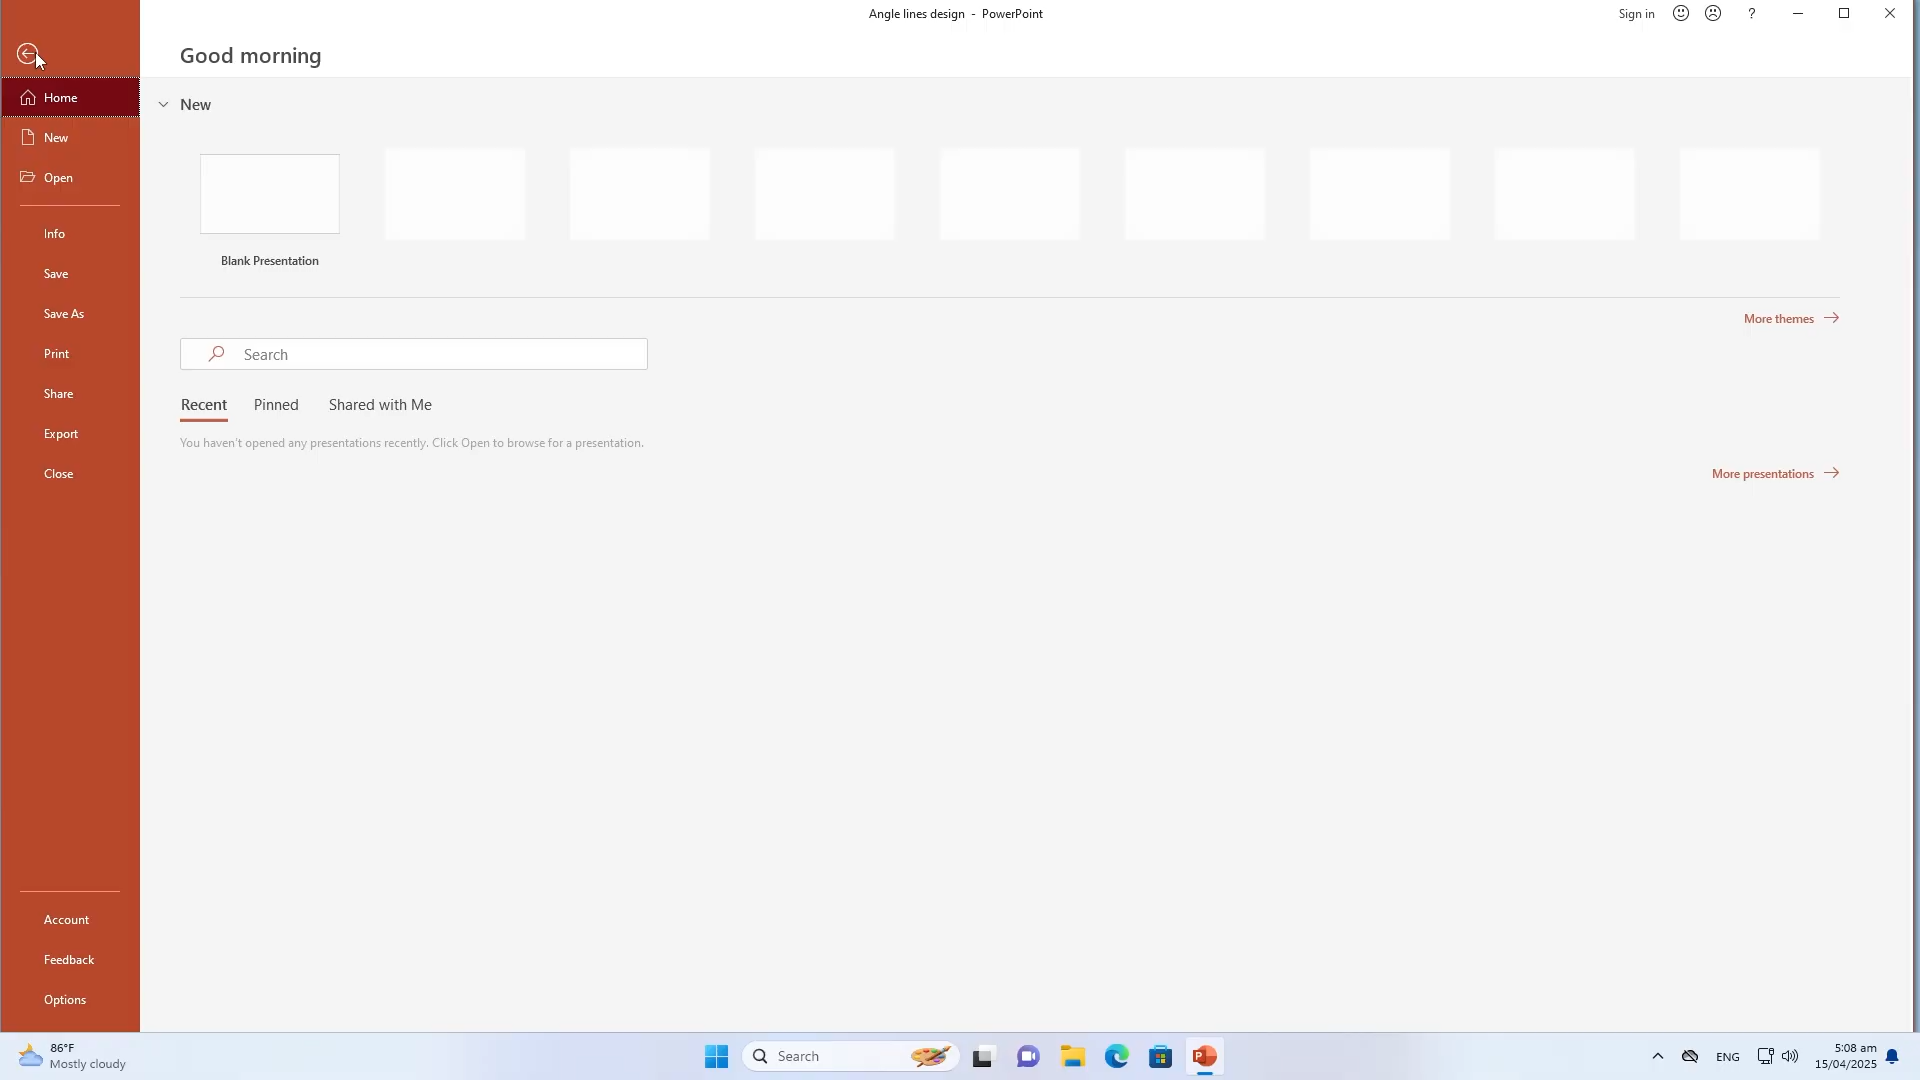 Angle lines design - PowerPoint
Sign in
?
Good morning
Home
New
Open
Info
Save
Save As
Print
Share
Export
Close
Account
Feedback
Options
New
Blank Presentation
More themes
Search
Recent Pinned Shared with Me
You haven't opened any presentations recently. Click Open to browse for a presentation.
More presentations
86°F
Mostly cloudy
Search
P
ENG
5:08 am
15/04/2025